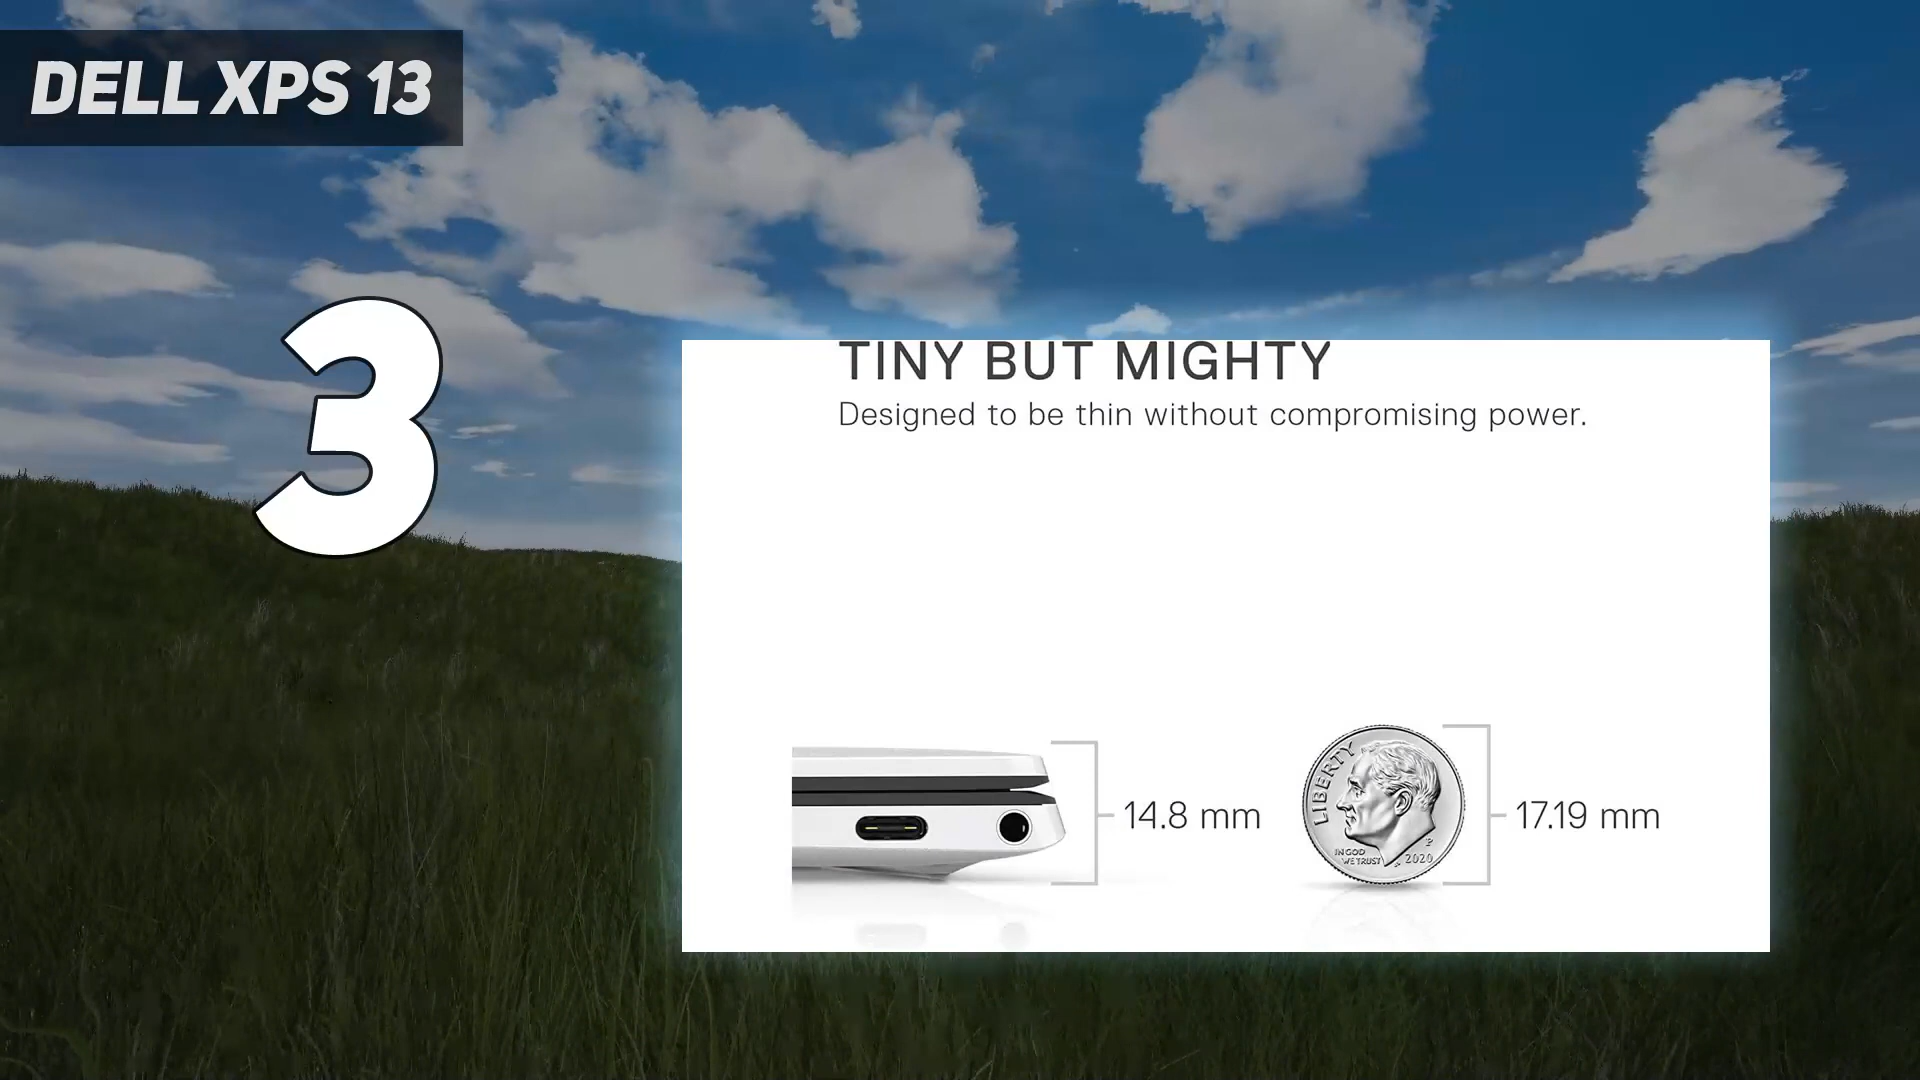 DELL XPS 13
3
TINY BUT MIGHTY
Designed to be thin without compromising power.
14.8 mm
LIBERTY
IN GOD
WE TRUST
P
2020
17.19 mm